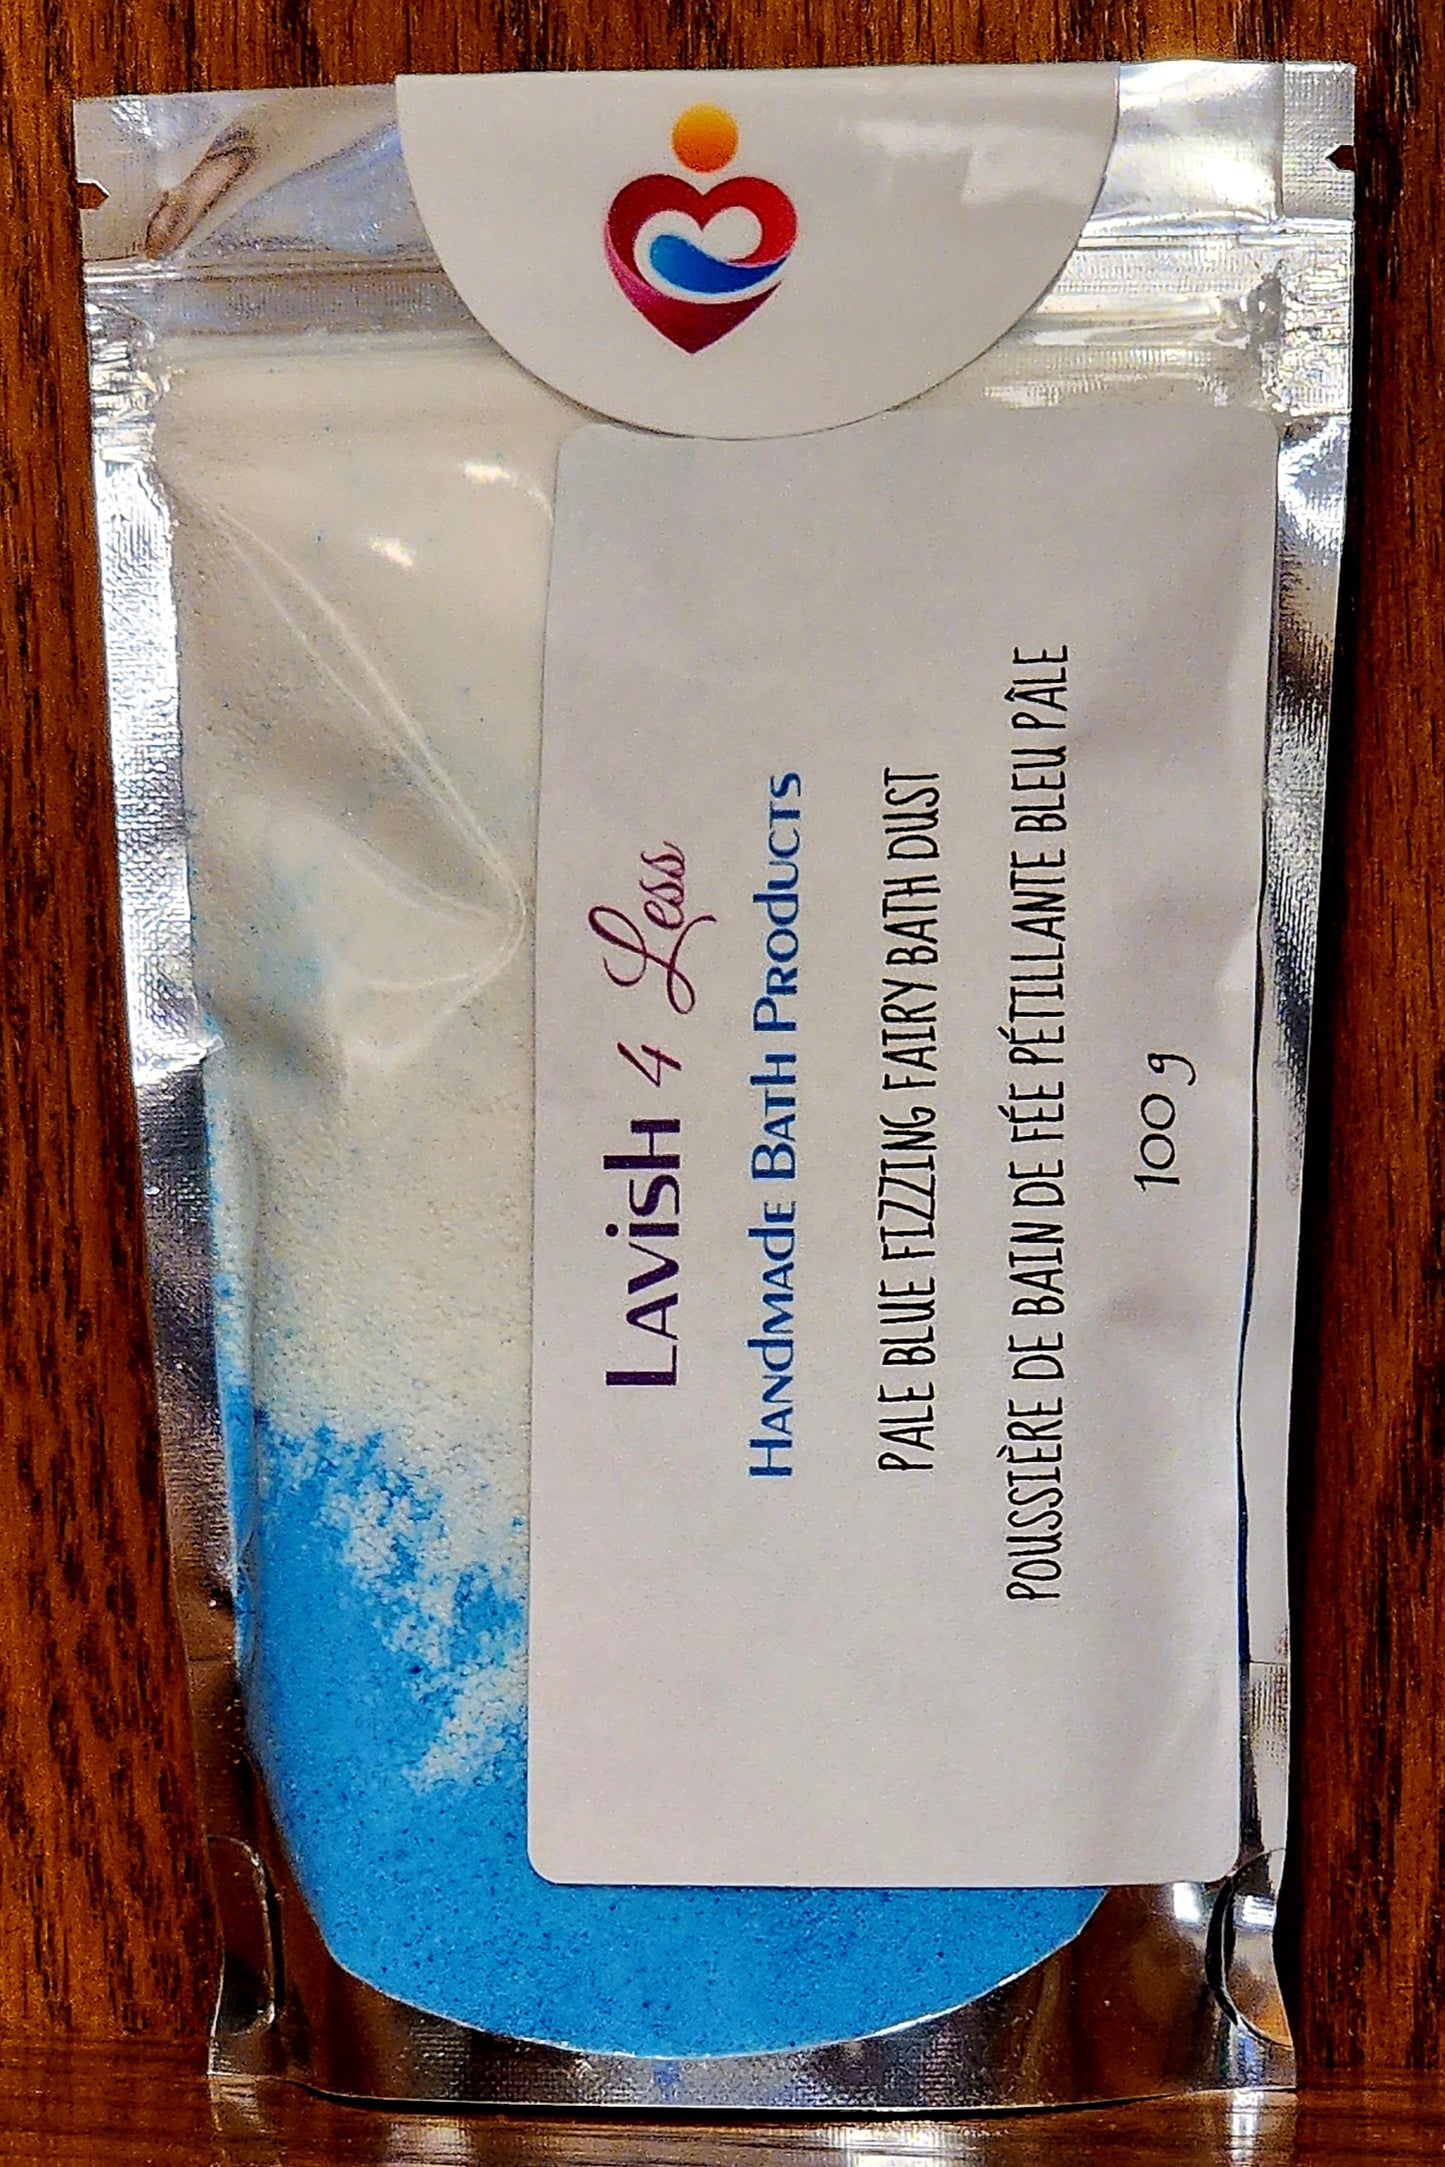 Lavish 4 Less
Handmade Bath Products
PALE BLUE FIZZING FAIRY BATH DUST
POUSSIÈRE DE BAIN DE FÉE PÉTILLANTE BLEU PÂLE
100 g